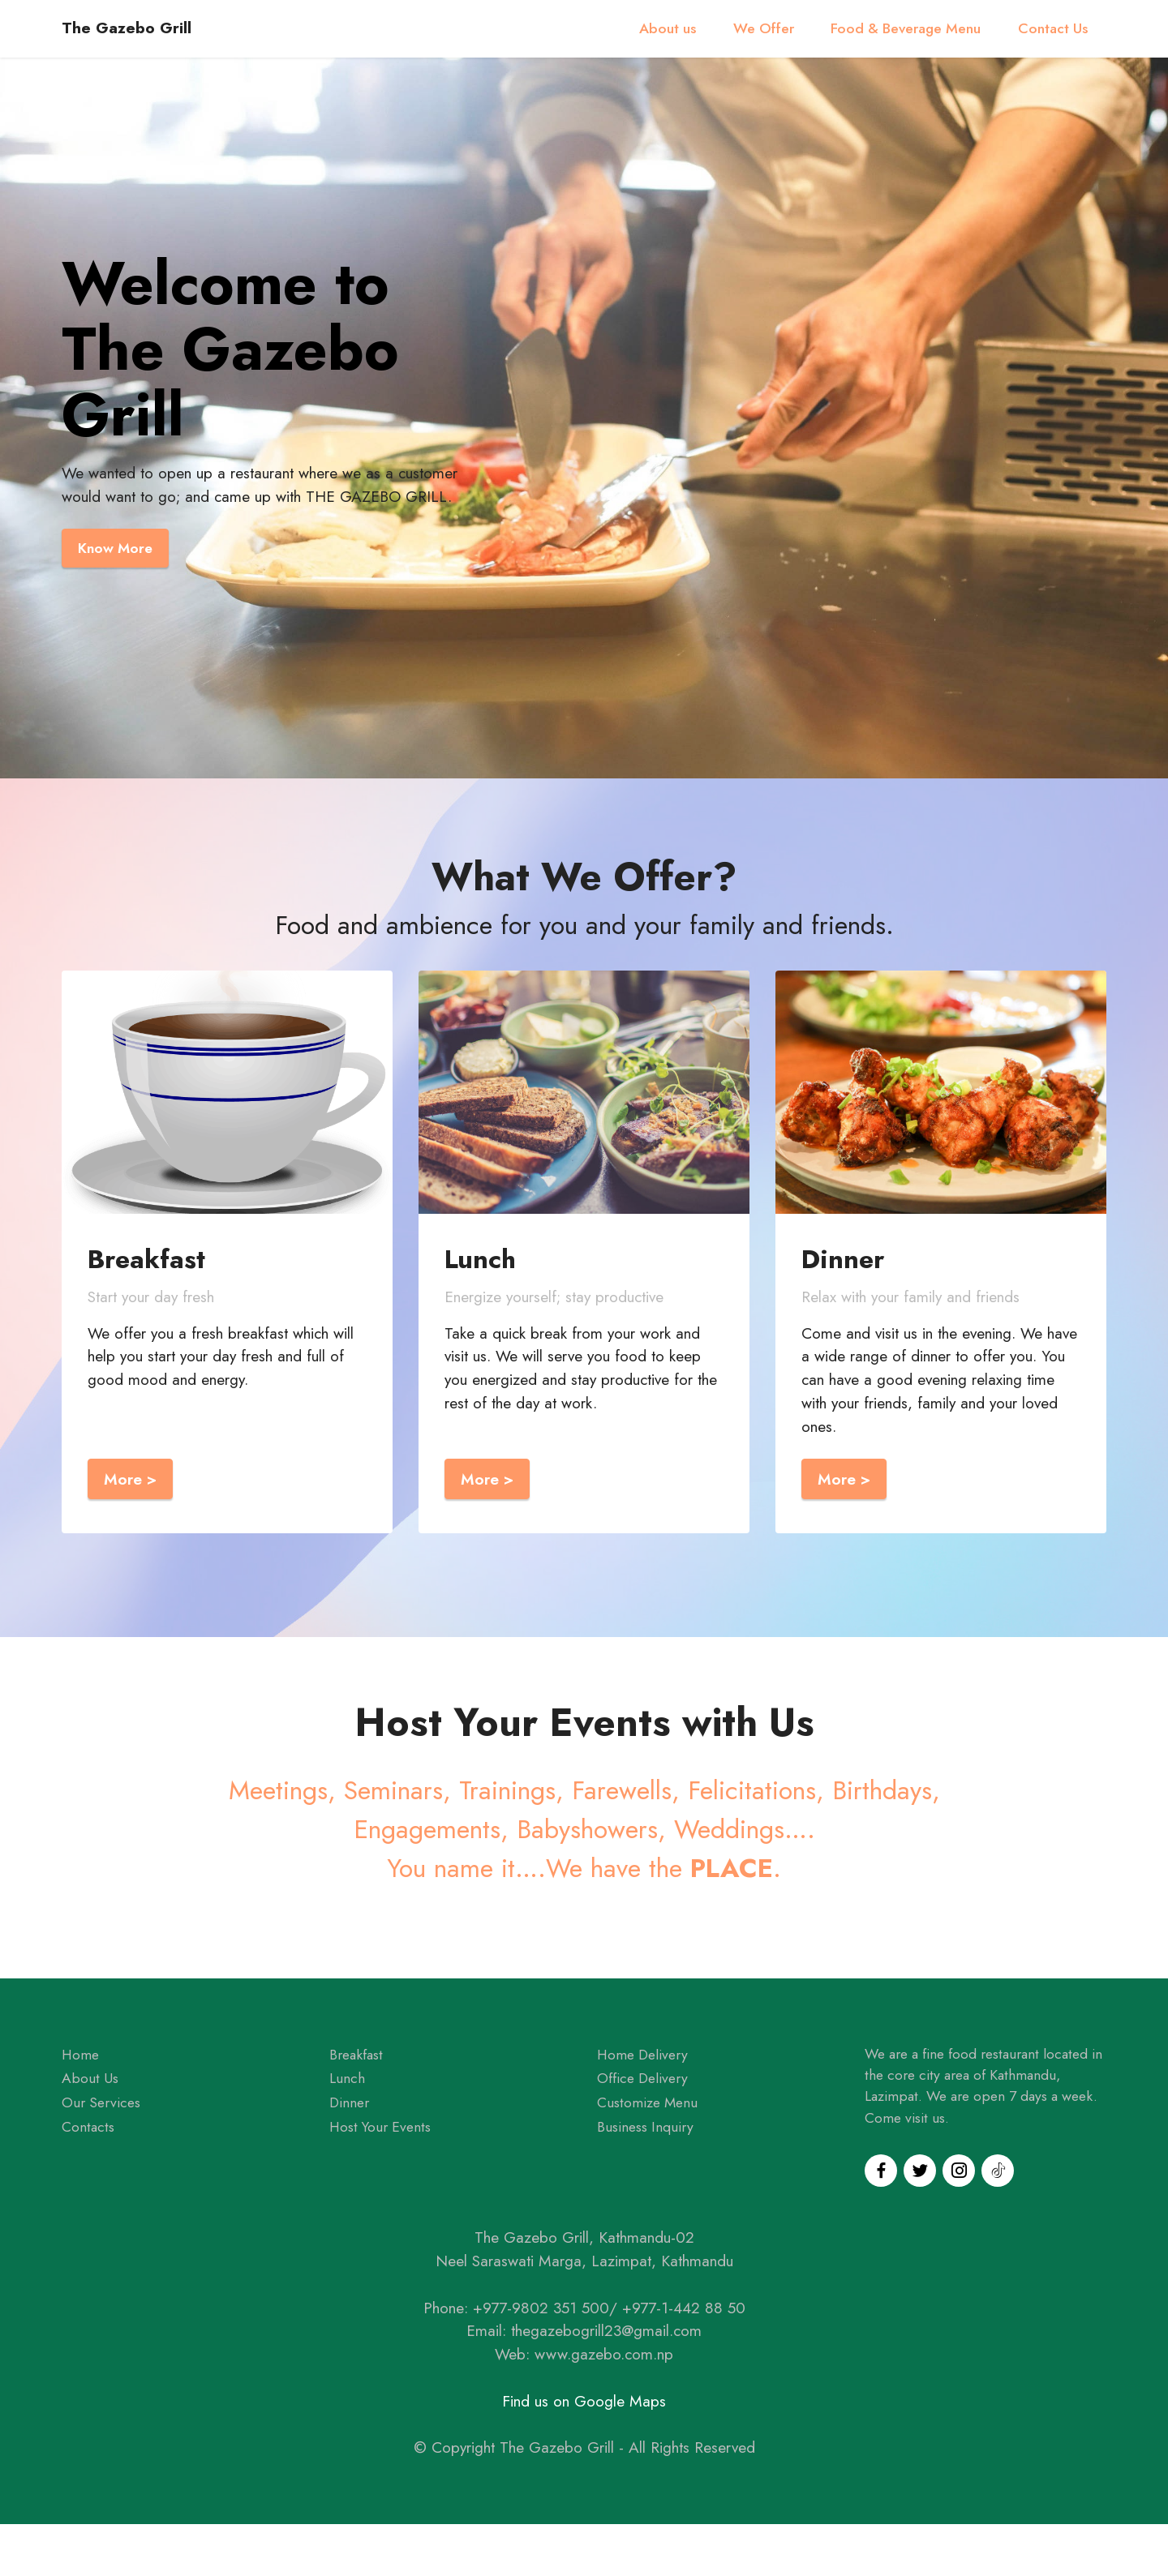 The Gazebo Grill
About us
We Offer
Food & Beverage Menu
Contact Us
Welcome to
The Gazebo
Grill
We wanted to open up a restaurant where we as a customer
would want to go; and came up with THE GAZEBO GRILL.
Know More
What We Offer?
Food and ambience for you and your family and friends.
Breakfast
Start your day fresh
We offer you a fresh breakfast which will
help you start your day fresh and full of
good mood and energy.
More >
Lunch
Energize yourself; stay productive
Take a quick break from your work and
visit us. We will serve you food to keep
you energized and stay productive for the
rest of the day at work.
More >
Dinner
Relax with your family and friends
Come and visit us in the evening. We have
a wide range of dinner to offer you. You
can have a good evening relaxing time
with your friends, family and your loved
ones.
More >
Host Your Events with Us
Meetings, Seminars, Trainings, Farewells, Felicitations, Birthdays,
Engagements, Babyshowers, Weddings....
You name it....We have the PLACE.
Home
About Us
Our Services
Contacts
Breakfast
Lunch
Dinner
Host Your Events
Home Delivery
Office Delivery
Customize Menu
Business Inquiry
We are a fine food restaurant located in
the core city area of Kathmandu,
Lazimpat. We are open 7 days a week.
Come visit us.
The Gazebo Grill, Kathmandu-02
Neel Saraswati Marga, Lazimpat, Kathmandu
Phone: +977-9802 351 500/ +977-1-442 88 50
Email: thegazebogrill23@gmail.com
Web: www.gazebo.com.np
Find us on Google Maps
© Copyright The Gazebo Grill - All Rights Reserved